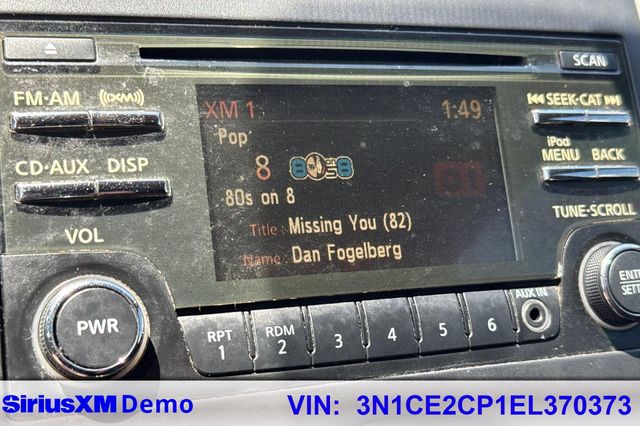 SCAN
FM·AM ((XM))
SEEK·CAT
CD·AUX DISP
iPod
MENU BACK
VOL
TUNE·SCROLL
PWR
ENTER
XM 1 1:49
Pop
8
80s on 8
Title : Missing You (82)
Name : Dan Fogelberg
RPT
1
RDM
2
3
4
5
6
AUX IN
SiriusXM Demo VIN: 3N1CE2CP1EL370373